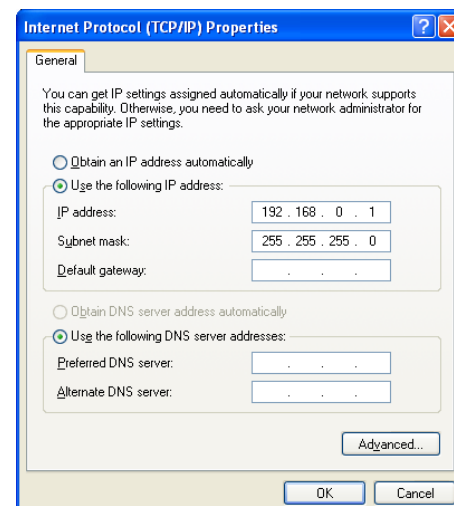 Internet Protocol (TCP/IP) Properties
General
You can get IP settings assigned automatically if your network supports
this capability. Otherwise, you need to ask your network administrator for
the appropriate IP settings.
Obtain an IP address automatically
Use the following IP address:
IP address: 192 . 168 . 0 . 1
Subnet mask: 255 . 255 . 255 . 0
Default gateway: . . .
Obtain DNS server address automatically
Use the following DNS server addresses:
Preferred DNS server: . . .
Alternate DNS server: . . .
Advanced...
OK Cancel